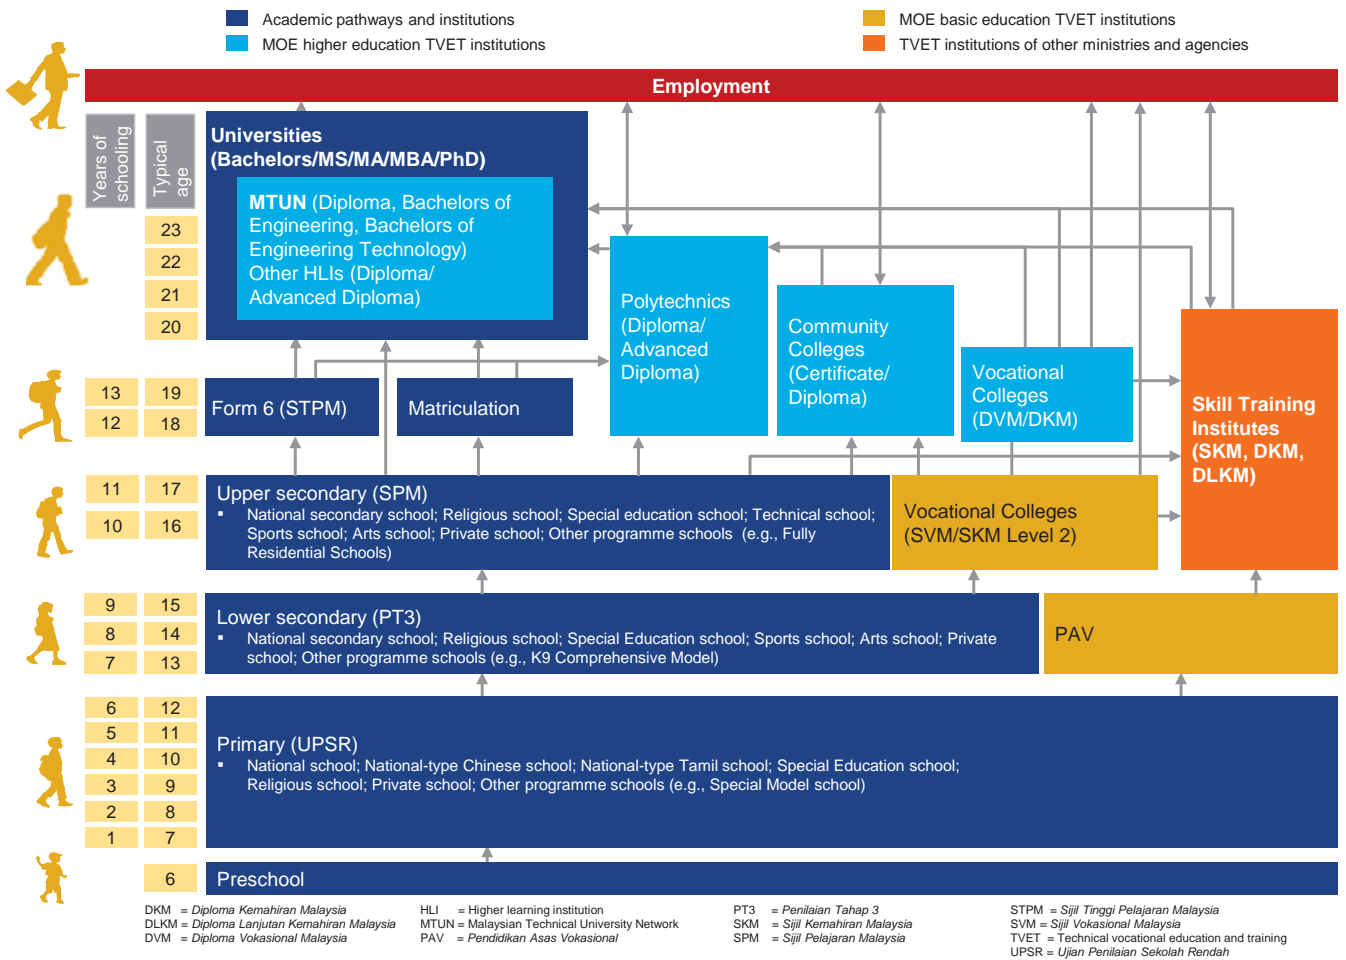 Academic pathways and institutions
MOE higher education TVET institutions
MOE basic education TVET institutions
TVET institutions of other ministries and agencies
Employment
Years of
schooling
Typical
age
Universities
(Bachelors/MS/MA/MBA/PhD)
MTUN (Diploma, Bachelors of
Engineering, Bachelors of
Engineering Technology)
Other HLIs (Diploma/
Advanced Diploma)
23
22
21
20
Polytechnics
(Diploma/
Advanced
Diploma)
Community
Colleges
(Certificate/
Diploma)
Vocational
Colleges
(DVM/DKM)
Skill Training
Institutes
(SKM, DKM,
DLKM)
13 19
12 18
Form 6 (STPM)
Matriculation
11 17
10 16
Upper secondary (SPM)
▪ National secondary school; Religious school; Special education school; Technical school;
Sports school; Arts school; Private school; Other programme schools (e.g., Fully
Residential Schools)
Vocational Colleges
(SVM/SKM Level 2)
9 15
8 14
7 13
Lower secondary (PT3)
▪ National secondary school; Religious school; Special Education school; Sports school; Arts school; Private
school; Other programme schools (e.g., K9 Comprehensive Model)
PAV
6 12
5 11
4 10
3 9
2 8
1 7
Primary (UPSR)
▪ National school; National-type Chinese school; National-type Tamil school; Special Education school;
Religious school; Private school; Other programme schools (e.g., Special Model school)
6
Preschool
DKM = Diploma Kemahiran Malaysia
DLKM = Diploma Lanjutan Kemahiran Malaysia
DVM = Diploma Vokasional Malaysia
HLI = Higher learning institution
MTUN = Malaysian Technical University Network
PAV = Pendidikan Asas Vokasional
PT3 = Penilaian Tahap 3
SKM = Sijil Kemahiran Malaysia
SPM = Sijil Pelajaran Malaysia
STPM = Sijil Tinggi Pelajaran Malaysia
SVM = Sijil Vokasional Malaysia
TVET = Technical vocational education and training
UPSR = Ujian Penilaian Sekolah Rendah